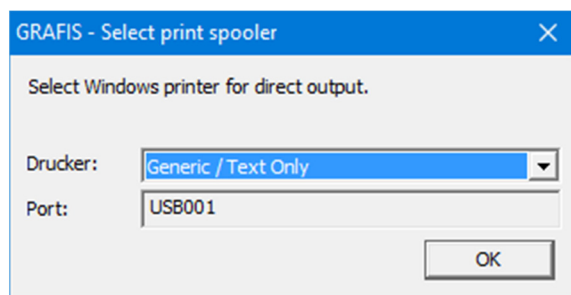 GRAFIS - Select print spooler
Select Windows printer for direct output.
Drucker: Generic / Text Only
Port: USB001
OK